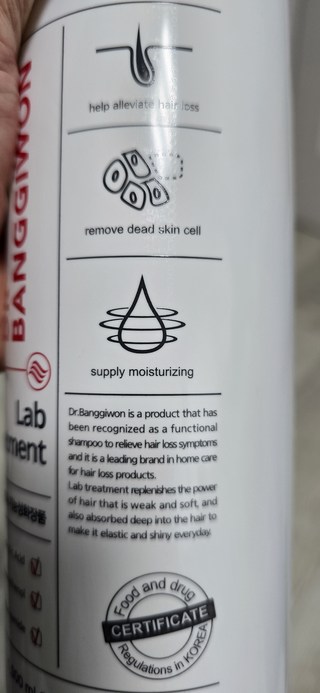 help alleviate hair loss
remove dead skin cell
supply moisturizing
BANGGIWON
Lab
Dr.Banggiwon is a product that has
been recognized as a functional
shampoo to relieve hair loss symptoms
and it is a leading brand in home care
for hair loss products.
Lab treatment replenishes the power
of hair that is weak and soft, and
also absorbed deep into the hair to
make it elastic and shiny everyday.
Food and drug
CERTIFICATE
Regulations in KOREA